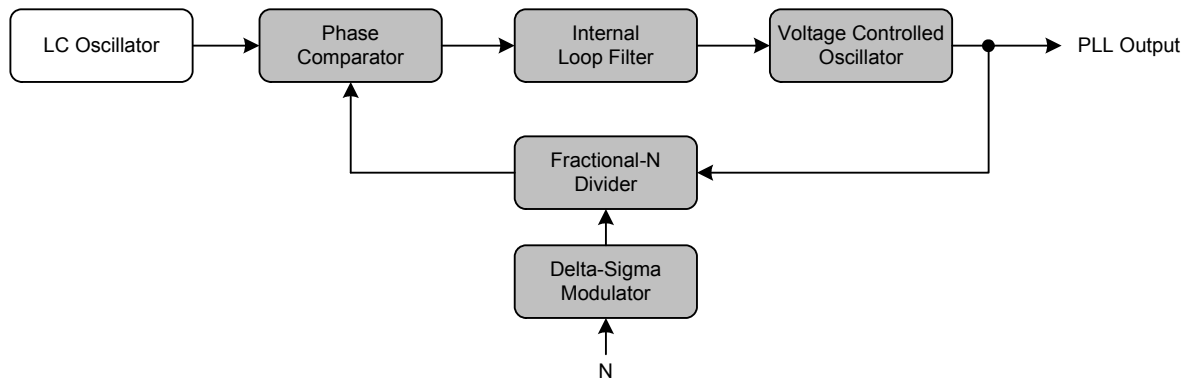 LC Oscillator
Phase
Comparator
Internal
Loop Filter
Voltage Controlled
Oscillator
PLL Output
Fractional-N
Divider
Delta-Sigma
Modulator
N